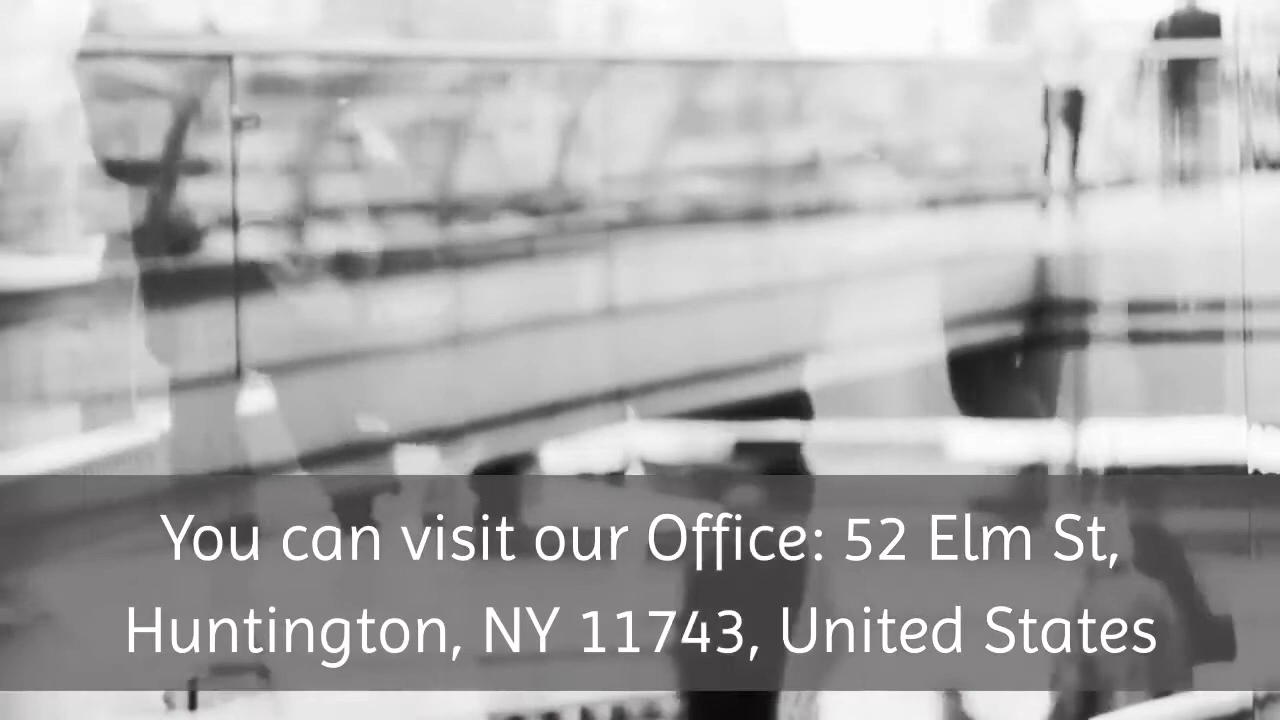 You can visit our Office: 52 Elm St,
Huntington, NY 11743, United States